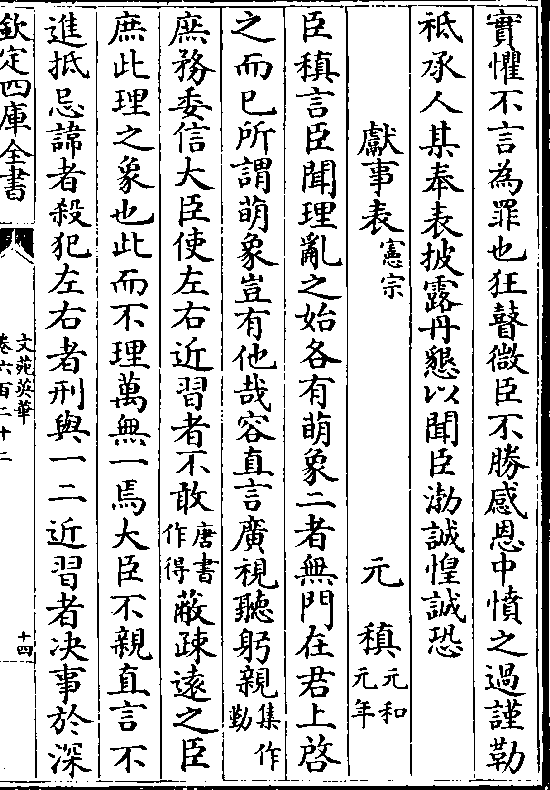 實懼不言為罪也狂瞽微臣不勝感恩中憤之過謹勒
祗承人某奉表披露丹懇以聞臣渤誠惶誠恐
獻事表憲宗 元稹元和元年
臣稹言臣聞理亂之始各有萌象二者無門在君上啓
之而已所謂萌象豈有他哉容直言廣視聽躬親集作勤
庶務委信大臣使左右近習者不敢唐書作得蔽疎遠之臣
庶此理之象也此而不理萬無一焉大臣不親直言不
進抵忌諱者殺犯左右者刑與一二近習者决事於深
欽定四庫全書
文苑英華
卷六百二十二
十四